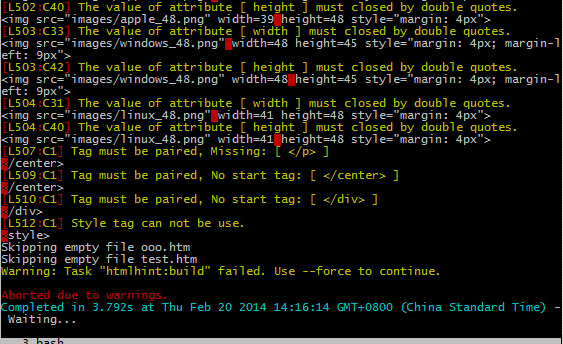 [L502:C40] The value of attribute [ height ] must closed by double quotes.
<img src="images/apple_48.png" width=39 height=48 style="margin: 4px">
[L503:C33] The value of attribute [ width ] must closed by double quotes.
<img src="images/windows_48.png" width=48 height=45 style="margin: 4px; margin-l
eft: 9px">
[L503:C42] The value of attribute [ height ] must closed by double quotes.
<img src="images/windows_48.png" width=48 height=45 style="margin: 4px; margin-l
eft: 9px">
[L504:C31] The value of attribute [ width ] must closed by double quotes.
<img src="images/linux_48.png" width=41 height=48 style="margin: 4px">
[L504:C40] The value of attribute [ height ] must closed by double quotes.
<img src="images/linux_48.png" width=41 height=48 style="margin: 4px">
[L507:C1] Tag must be paired, Missing: [ </p> ]
</center>
[L509:C1] Tag must be paired, No start tag: [ </center> ]
</center>
[L510:C1] Tag must be paired, No start tag: [ </div> ]
</div>
[L512:C1] Style tag can not be use.
<style>
Skipping empty file ooo.htm
Skipping empty file test.htm
Warning: Task "htmlhint:build" failed. Use --force to continue.
Aborted due to warnings.
Completed in 3.792s at Thu Feb 20 2014 14:16:14 GMT+0800 (China Standard Time) -
Waiting...
3 bash